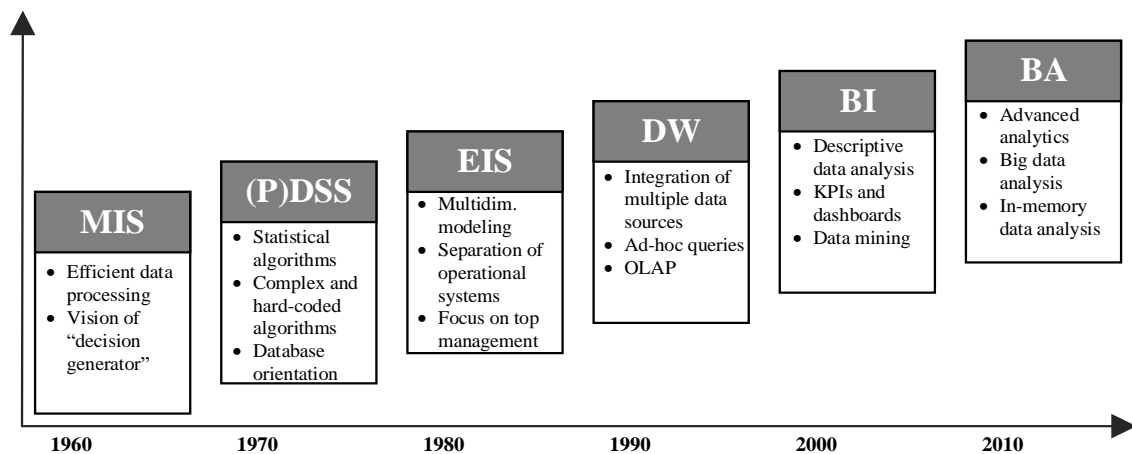 MIS
• Efficient data
processing
• Vision of
“decision
generator”
(P)DSS
• Statistical
algorithms
• Complex and
hard-coded
algorithms
• Database
orientation
EIS
• Multidim.
modeling
• Separation of
operational
systems
• Focus on top
management
DW
• Integration of
multiple data
sources
• Ad-hoc queries
• OLAP
BI
• Descriptive
data analysis
• KPIs and
dashboards
• Data mining
BA
• Advanced
analytics
• Big data
analysis
• In-memory
data analysis
1960 1970 1980 1990 2000 2010